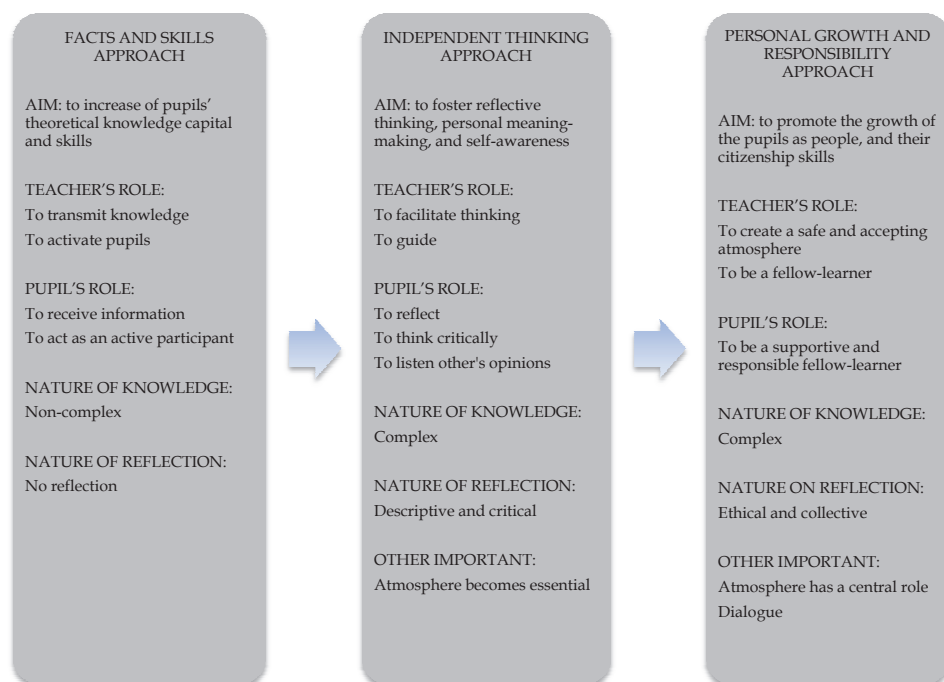 FACTS AND SKILLS
APPROACH
AIM: to increase of pupils'
theoretical knowledge capital
and skills
TEACHER'S ROLE:
To transmit knowledge
To activate pupils
PUPIL'S ROLE:
To receive information
To act as an active participant
NATURE OF KNOWLEDGE:
Non-complex
NATURE OF REFLECTION:
No reflection
INDEPENDENT THINKING
APPROACH
AIM: to foster reflective
thinking, personal meaning-
making, and self-awareness
TEACHER'S ROLE:
To facilitate thinking
To guide
PUPIL'S ROLE:
To reflect
To think critically
To listen other's opinions
NATURE OF KNOWLEDGE:
Complex
NATURE OF REFLECTION:
Descriptive and critical
OTHER IMPORTANT:
Atmosphere becomes essential
PERSONAL GROWTH AND
RESPONSIBILITY
APPROACH
AIM: to promote the growth of
the pupils as people, and their
citizenship skills
TEACHER'S ROLE:
To create a safe and accepting
atmosphere
To be a fellow-learner
PUPIL'S ROLE:
To be a supportive and
responsible fellow-learner
NATURE OF KNOWLEDGE:
Complex
NATURE ON REFLECTION:
Ethical and collective
OTHER IMPORTANT:
Atmosphere has a central role
Dialogue